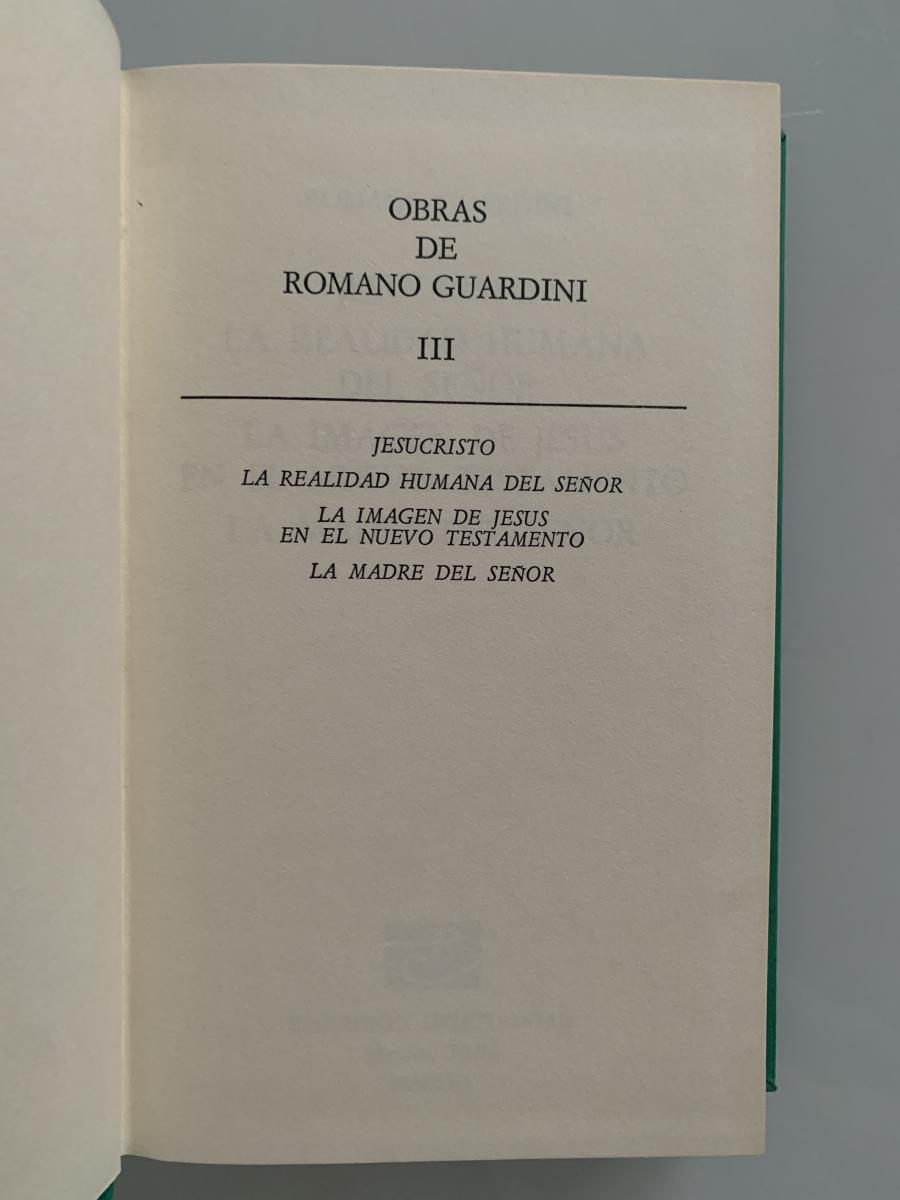 OBRAS
DE
ROMANO GUARDINI
III
JESUCRISTO
LA REALIDAD HUMANA DEL SEÑOR
LA IMAGEN DE JESUS
EN EL NUEVO TESTAMENTO
LA MADRE DEL SEÑOR